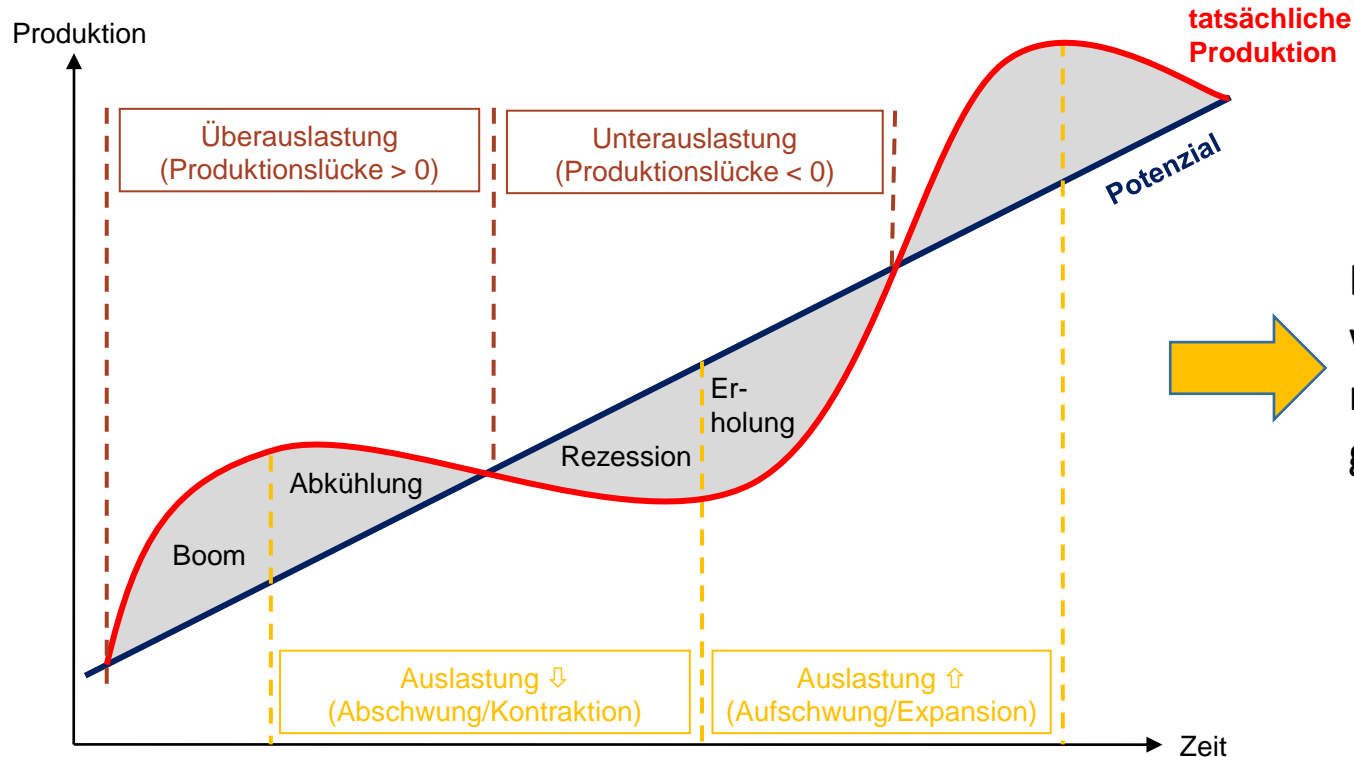 Produktion
tatsächliche
Produktion
Überauslastung
(Produktionslücke > 0)
Unterauslastung
(Produktionslücke < 0)
Potenzial
Er-
holung
Rezession
Abkühlung
Boom
Auslastung ⇩
(Abschwung/Kontraktion)
Auslastung ⇧
(Aufschwung/Expansion)
Zeit